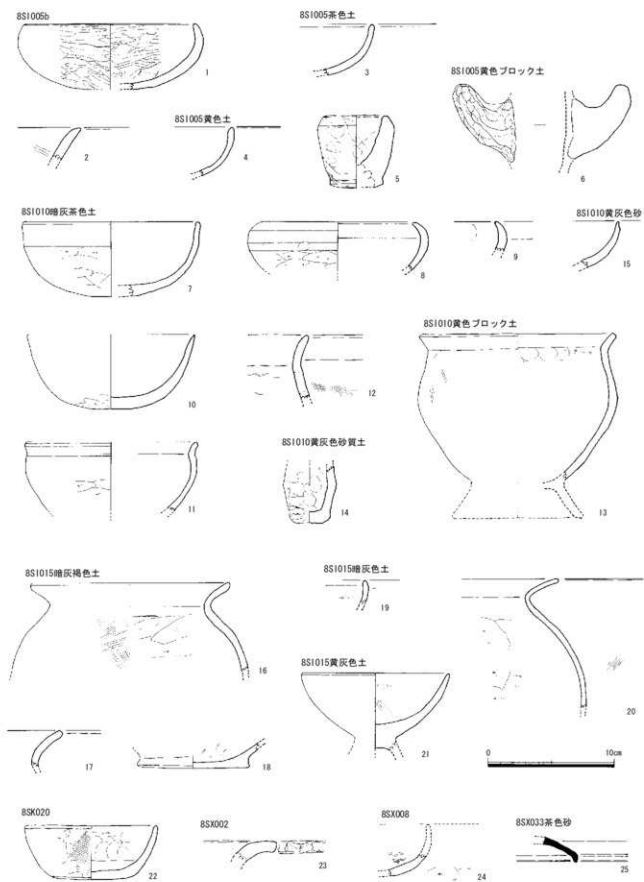 8SI005b
8SI005茶色土
8SI005黄色ブロック土
1
3
8SI005黄色土
2
4
5
6
8SI010暗灰茶色土
8SI010黄灰色砂
7
8
9
15
8SI010黄色ブロック土
10
12
8SI010黄灰色砂質土
11
14
13
8SI015暗灰褐色土
8SI015暗灰色土
19
16
8SI015黄灰色土
20
17
18
21
0
10cm
8SK020
8SX002
8SX008
8SX033茶色砂
22
23
24
25